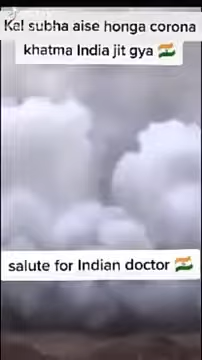 Kal subha aise honga corona
khatma India jit gya 🇮🇳
salute for Indian doctor 🇮🇳